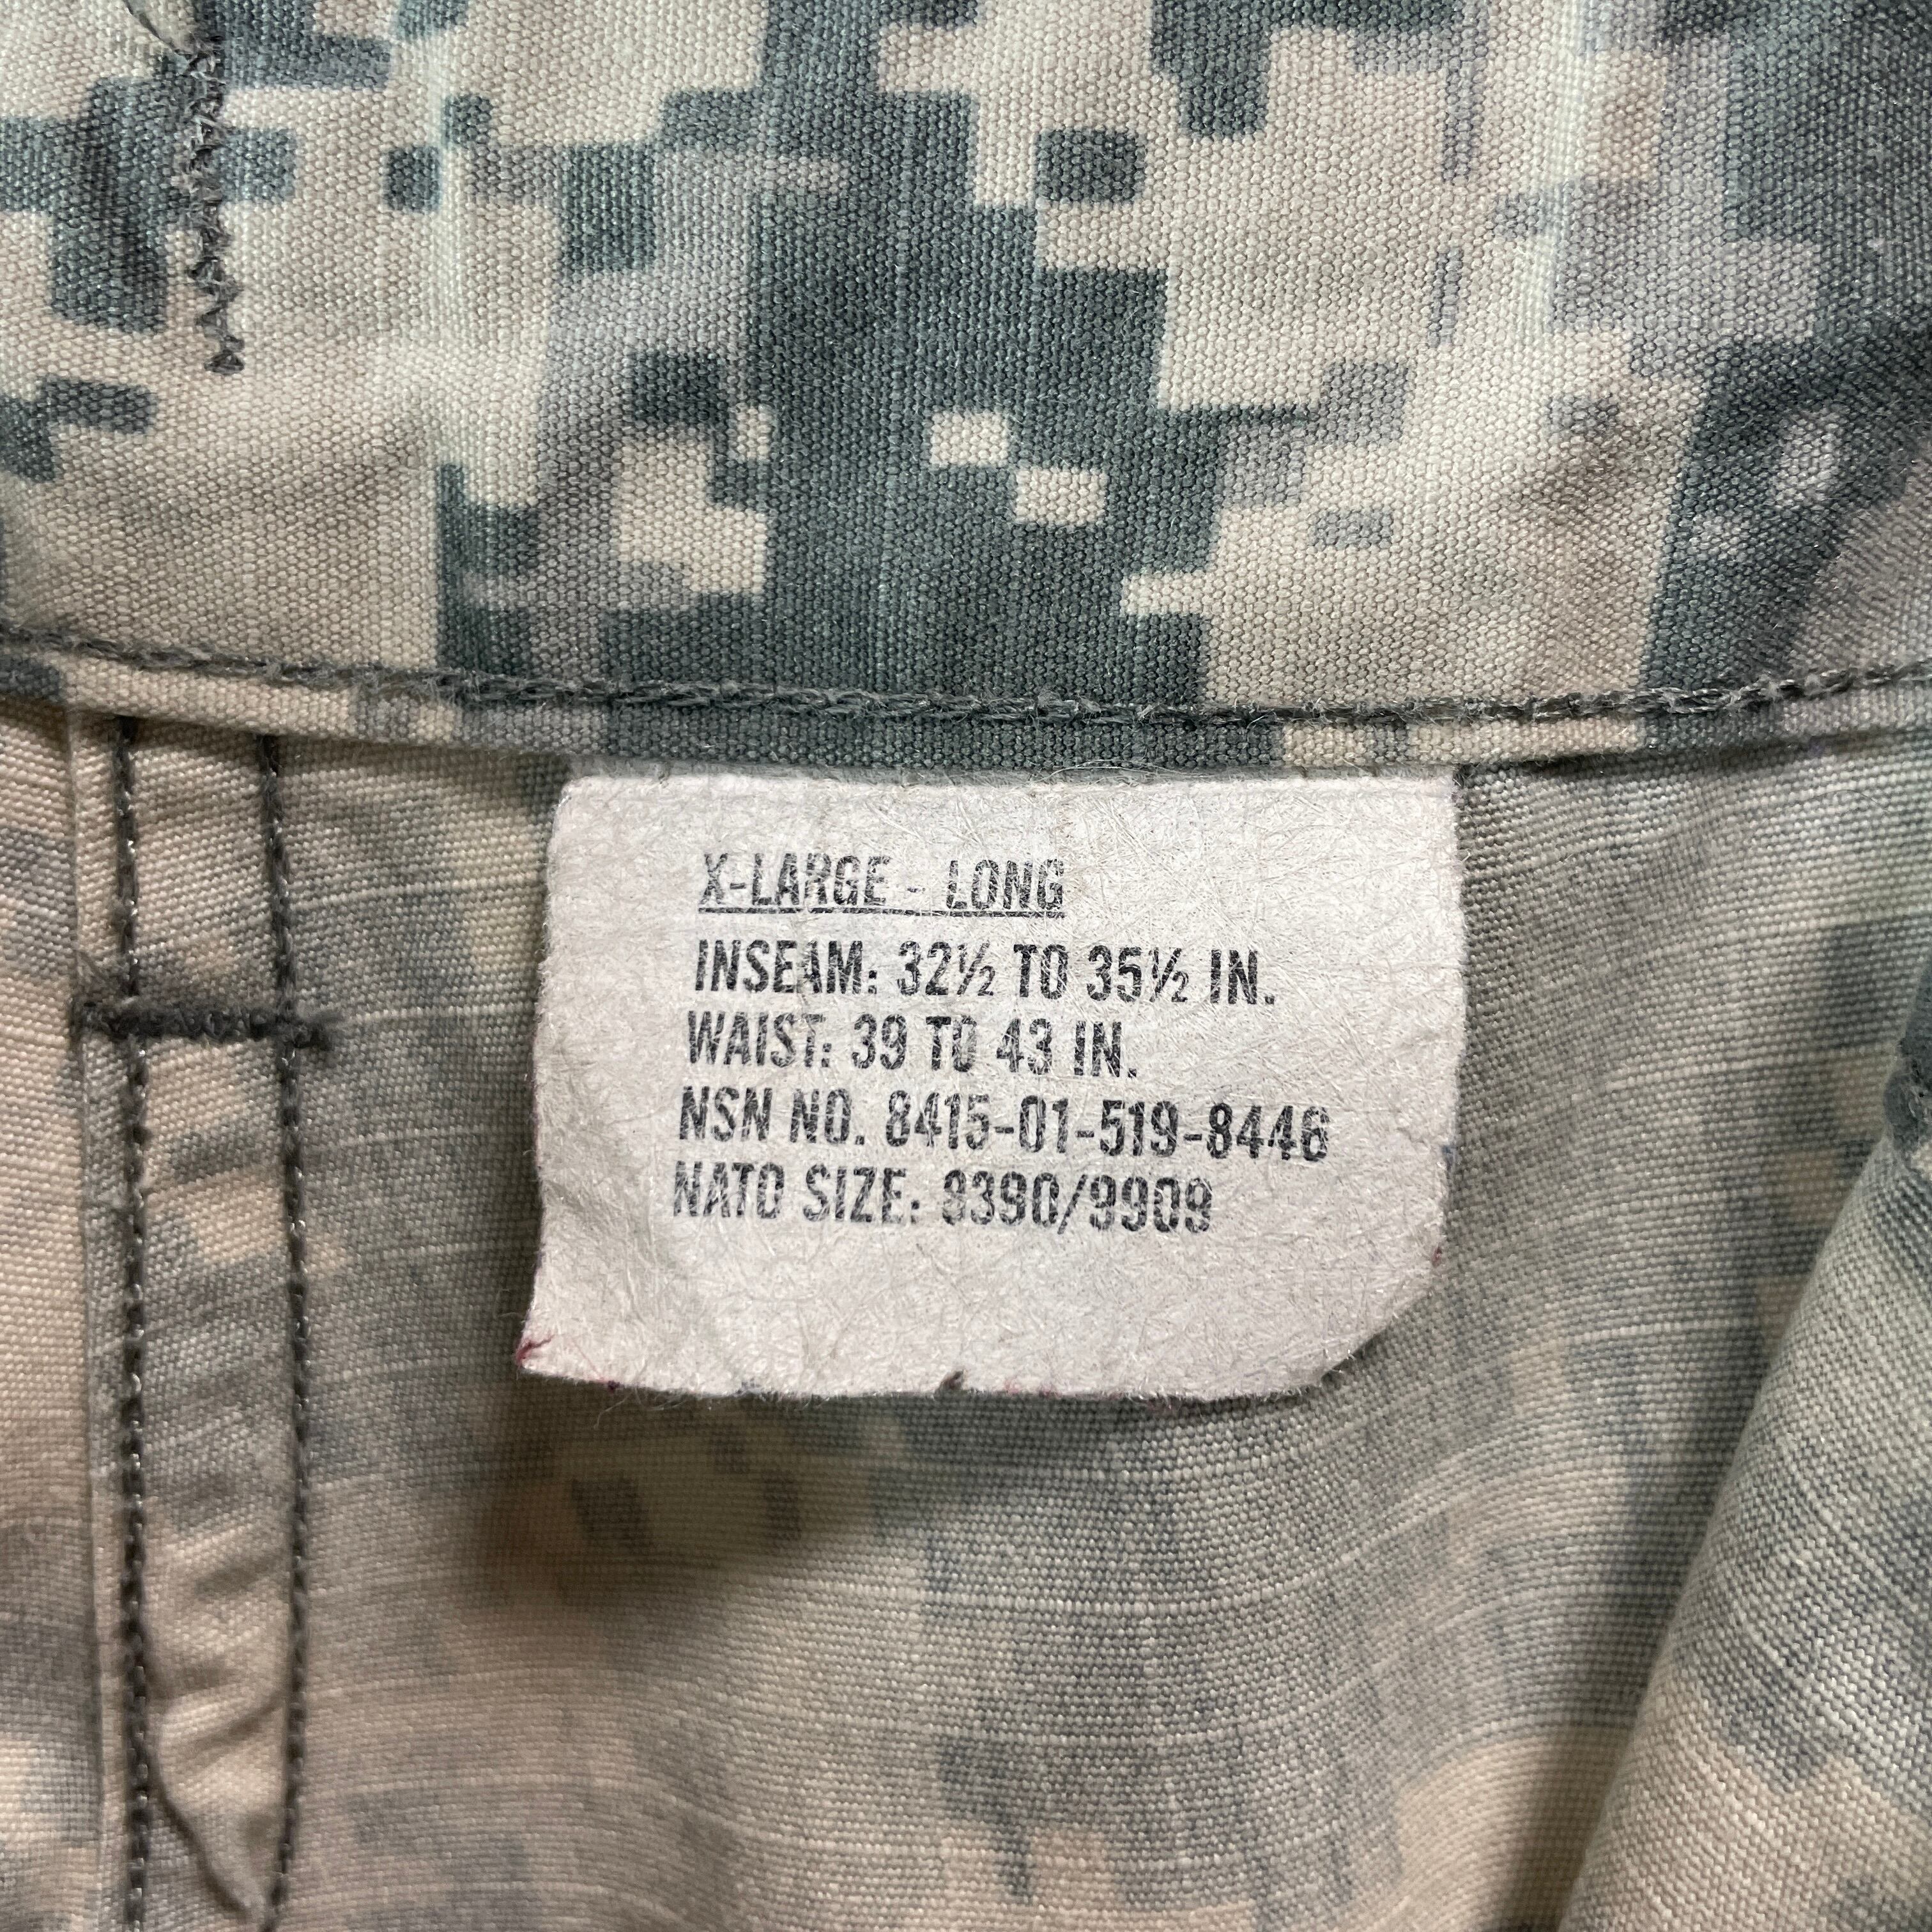 X-LARGE - LONG
INSEAM: 32½ TO 35½ IN.
WAIST: 39 TO 43 IN.
NSN NO. 8415-01-519-8446
NATO SIZE: 8390/9909